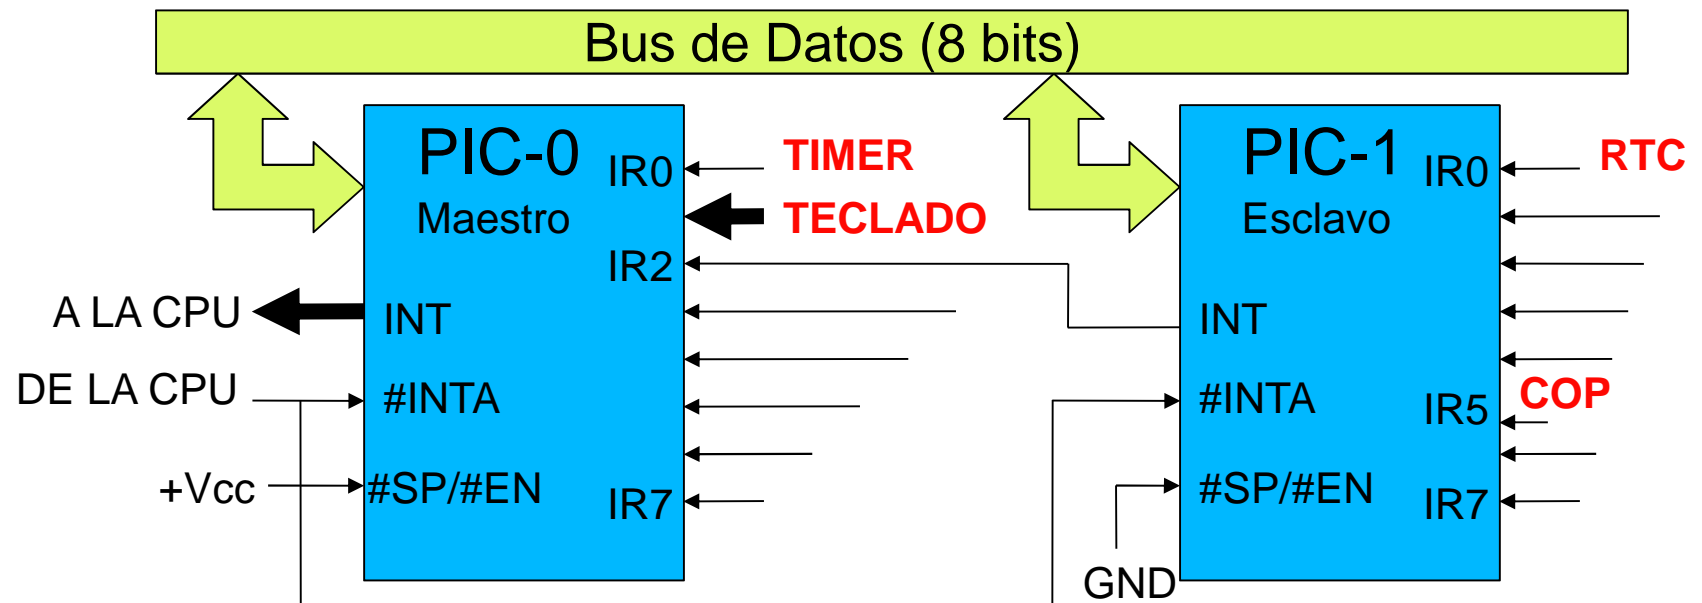 Bus de Datos (8 bits)
PIC-0
Maestro
IR0
TIMER
TECLADO
IR2
A LA CPU
INT
DE LA CPU
#INTA
+Vcc
#SP/#EN
IR7
PIC-1
Esclavo
IR0
RTC
INT
#INTA
IR5
COP
#SP/#EN
IR7
GND